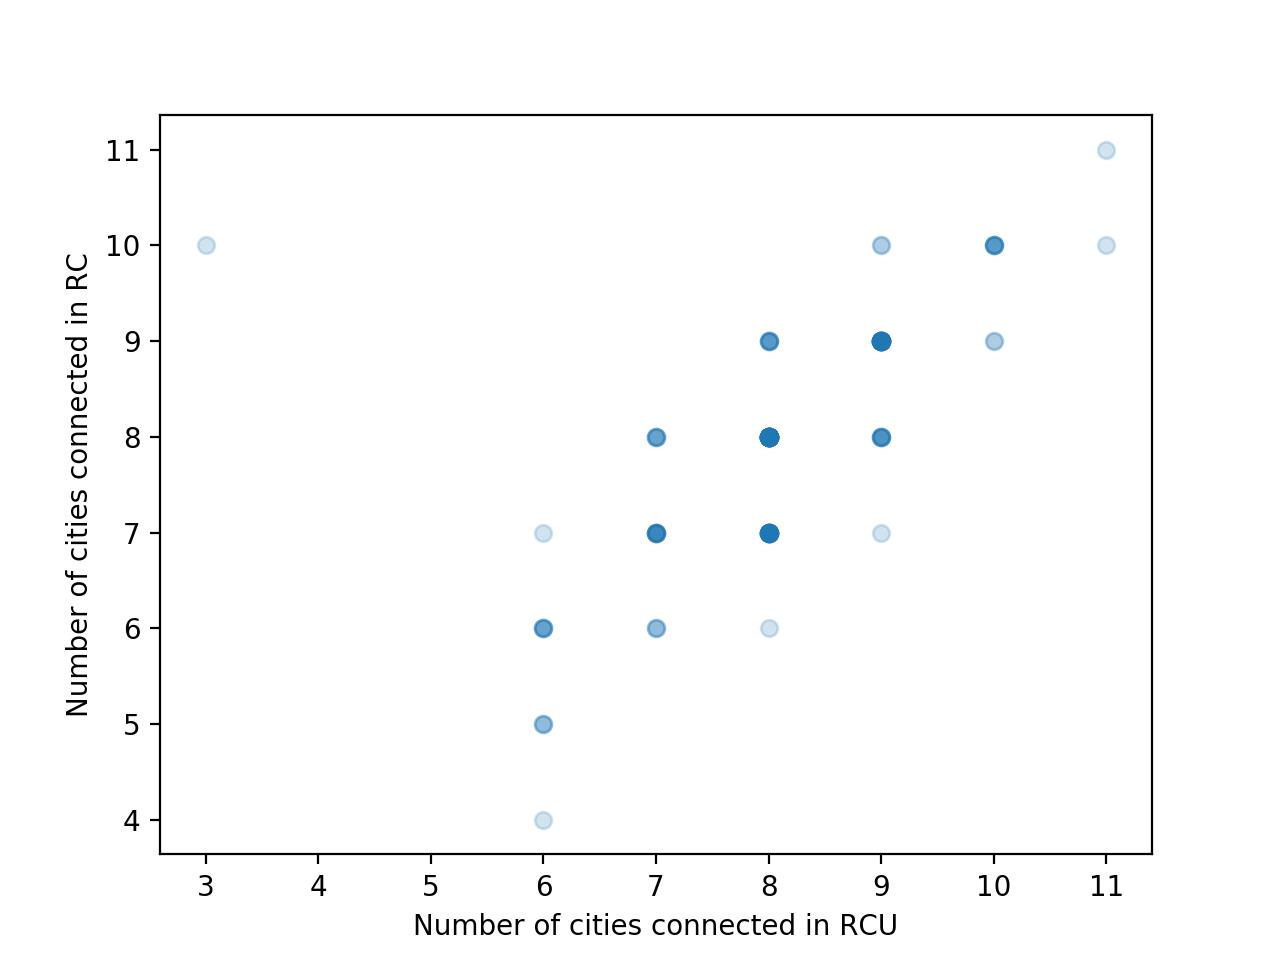 11
10
9
8
7
6
5
4
Number of cities connected in RC
3 4 5 6 7 8 9 10 11
Number of cities connected in RCU